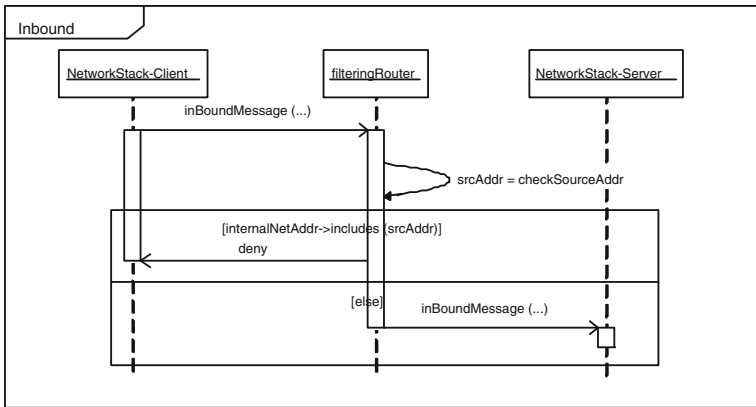 Inbound
NetworkStack-Client
filteringRouter
NetworkStack-Server
inBoundMessage (...)
srcAddr = checkSourceAddr
[internalNetAddr->includes (srcAddr)]
deny
[else]
inBoundMessage (...)